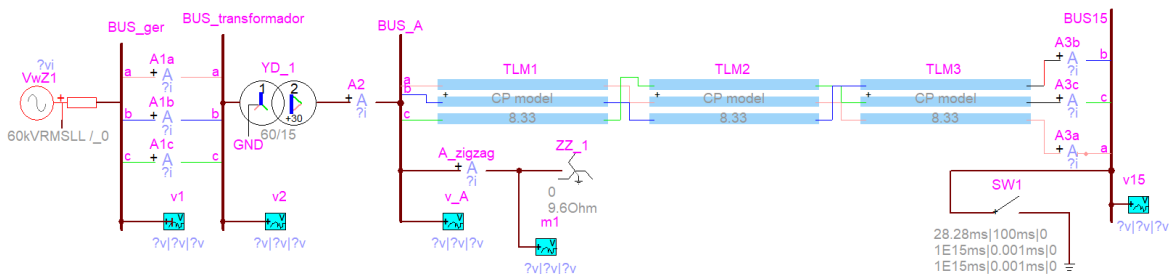 BUS_ger
BUS_transformador
BUS_A
BUS15
?vi
VwZ1
+
60kVRMSLL /_0
a
b
c
A1a
+
A
?i
A1b
+
A
?i
A1c
+
A
?i
a
b
c
YD_1
1
2
+30
60/15
GND
A2
+
A
?i
a
b
c
TLM1
+
CP model
8.33
TLM2
+
CP model
8.33
TLM3
+
CP model
8.33
A3b
+
A
?i
b
A3c
+
A
?i
c
A3a
+
A
?i
a
A_zigzag
+
A
?i
ZZ_1
0
9.6Ohm
v1
?v|?v|?v
v2
?v|?v|?v
v_A
?v|?v|?v
m1
?v|?v|?v
SW1
+
28.28ms|100ms|0
1E15ms|0.001ms|0
1E15ms|0.001ms|0
v15
?v|?v|?v